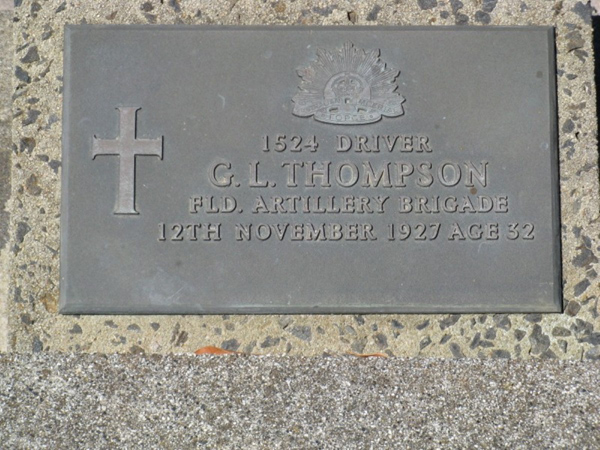 1524 DRIVER
G. L. THOMPSON
FLD. ARTILLERY BRIGADE
12TH NOVEMBER 1927 AGE 32